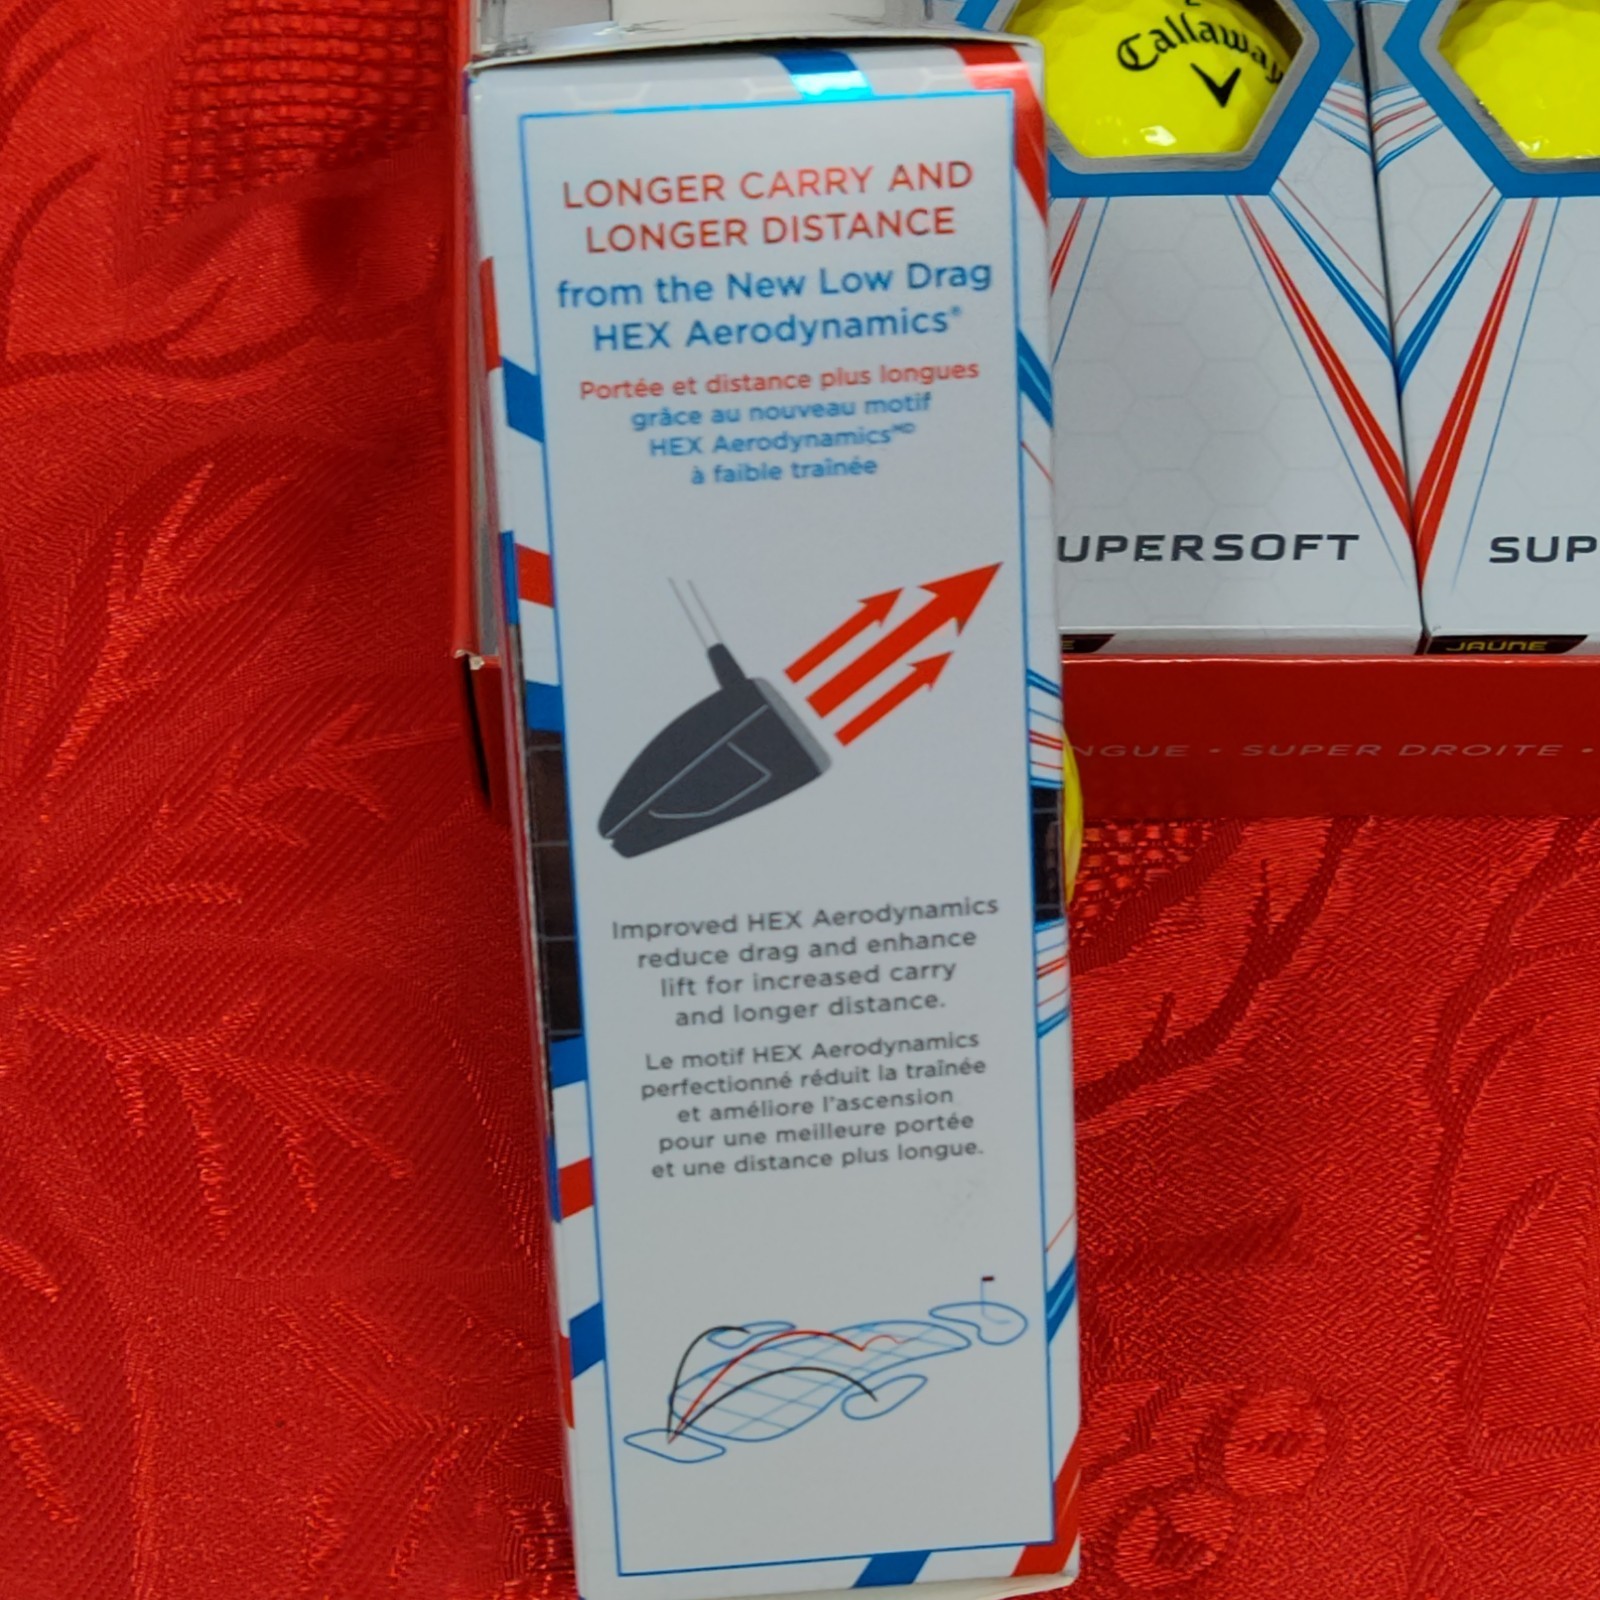 LONGER CARRY AND
LONGER DISTANCE
from the New Low Drag
HEX Aerodynamics®
Portée et distance plus longues
grâce au nouveau motif
HEX Aerodynamicsᴹᴰ
à faible traînée
Improved HEX Aerodynamics
reduce drag and enhance
lift for increased carry
and longer distance.
Le motif HEX Aerodynamics
perfectionné réduit la traînée
et améliore l'ascension
pour une meilleure portée
et une distance plus longue.
Callaway
UPERSOFT
SUP
E
JAUNE
NGUE • SUPER DROITE •